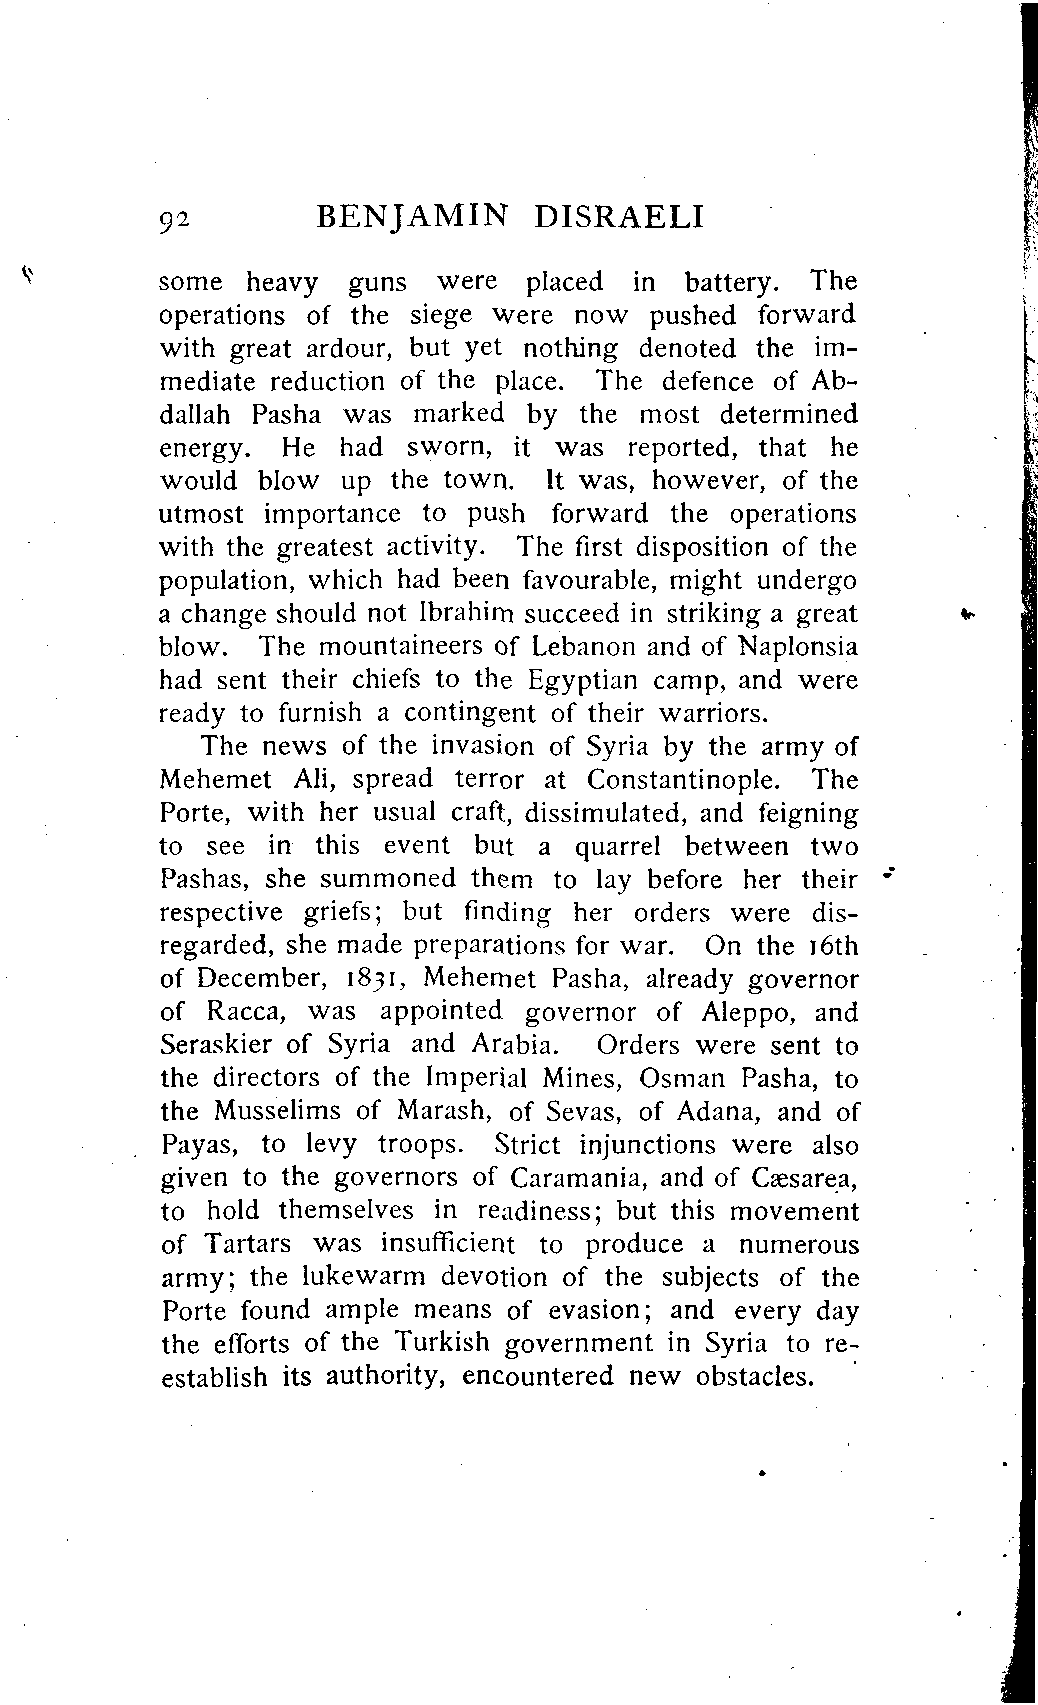 92 BENJAMIN DISRAELI
some heavy guns were placed in battery. The
operations of the siege were now pushed forward
with great ardour, but yet nothing denoted the im-
mediate reduction of the place. The defence of Ab-
dallah Pasha was marked by the most determined
energy. He had sworn, it was reported, that he
would blow up the town. It was, however, of the
utmost importance to push forward the operations
with the greatest activity. The first disposition of the
population, which had been favourable, might undergo
a change should not Ibrahim succeed in striking a great
blow. The mountaineers of Lebanon and of Naplonsia
had sent their chiefs to the Egyptian camp, and were
ready to furnish a contingent of their warriors.
The news of the invasion of Syria by the army of
Mehemet Ali, spread terror at Constantinople. The
Porte, with her usual craft, dissimulated, and feigning
to see in this event but a quarrel between two
Pashas, she summoned them to lay before her their
respective griefs; but finding her orders were dis-
regarded, she made preparations for war. On the 16th
of December, 1831, Mehemet Pasha, already governor
of Racca, was appointed governor of Aleppo, and
Seraskier of Syria and Arabia. Orders were sent to
the directors of the Imperial Mines, Osman Pasha, to
the Musselims of Marash, of Sevas, of Adana, and of
Payas, to levy troops. Strict injunctions were also
given to the governors of Caramania, and of Cæsarea,
to hold themselves in readiness; but this movement
of Tartars was insufficient to produce a numerous
army; the lukewarm devotion of the subjects of the
Porte found ample means of evasion; and every day
the efforts of the Turkish government in Syria to re-
establish its authority, encountered new obstacles.